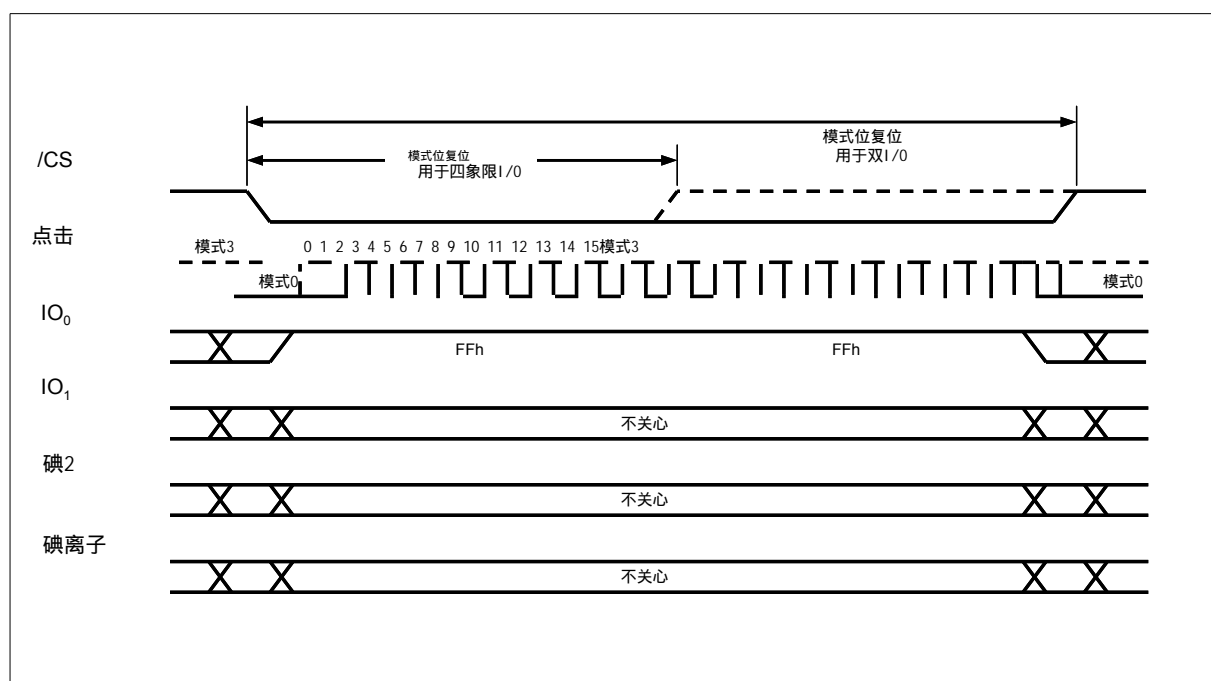 模式位复位
用于双I/O
/CS
模式位复位
用于四象限I/O
点击
模式3
0 1 2 3 4 5 6 7 8 9 10 11 12 13 14 15模式3
模式0
模式0
IO₀
FFh
FFh
IO₁
不关心
碘2
不关心
碘离子
不关心